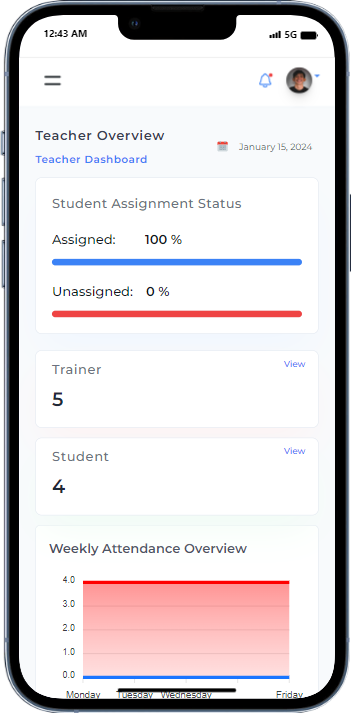 12:43 AM
5G
Teacher Overview
January 15, 2024
Teacher Dashboard
Student Assignment Status
Assigned: 100 %
Unassigned: 0 %
Trainer
View
5
Student
View
4
Weekly Attendance Overview
4.0
3.0
2.0
1.0
0.0
Monday Tuesday Wednesday Friday